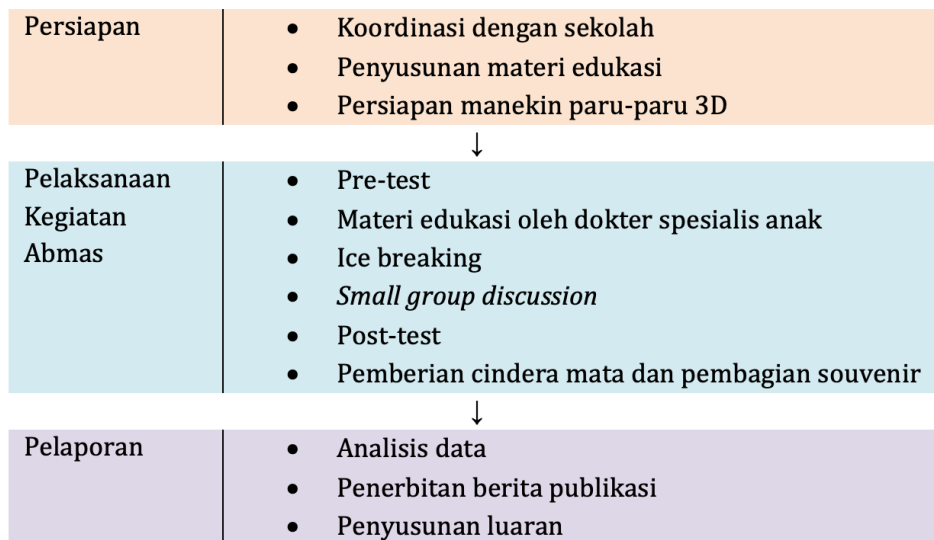 Persiapan
• Koordinasi dengan sekolah
• Penyusunan materi edukasi
• Persiapan manekin paru-paru 3D
↓
Pelaksanaan
Kegiatan
Abmas
• Pre-test
• Materi edukasi oleh dokter spesialis anak
• Ice breaking
• Small group discussion
• Post-test
• Pemberian cindera mata dan pembagian souvenir
↓
Pelaporan
• Analisis data
• Penerbitan berita publikasi
• Penyusunan luaran